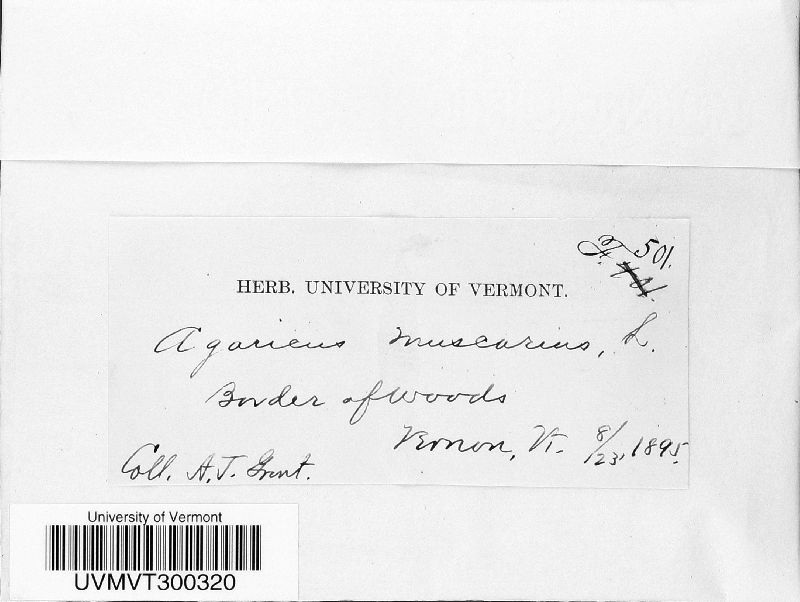 F. 501.
HERB. UNIVERSITY OF VERMONT.
Agaricus muscarius, L.
Border of woods
Vernon, Vt. 8/23, 1895.
Coll. A. J. Grout.
University of Vermont
UVMVT300320